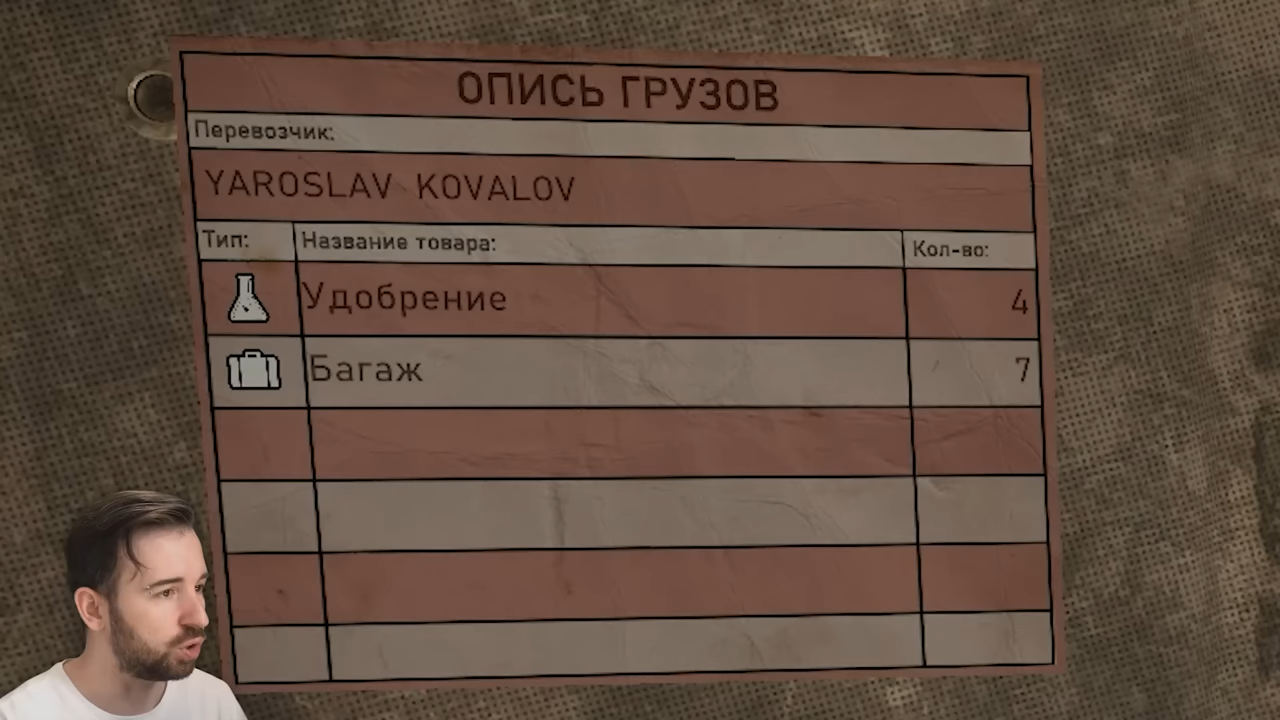 ОПИСЬ ГРУЗОВ
Перевозчик:
YAROSLAV KOVALOV
Тип: Название товара: Кол-во:
Удобрение 4
Багаж 7